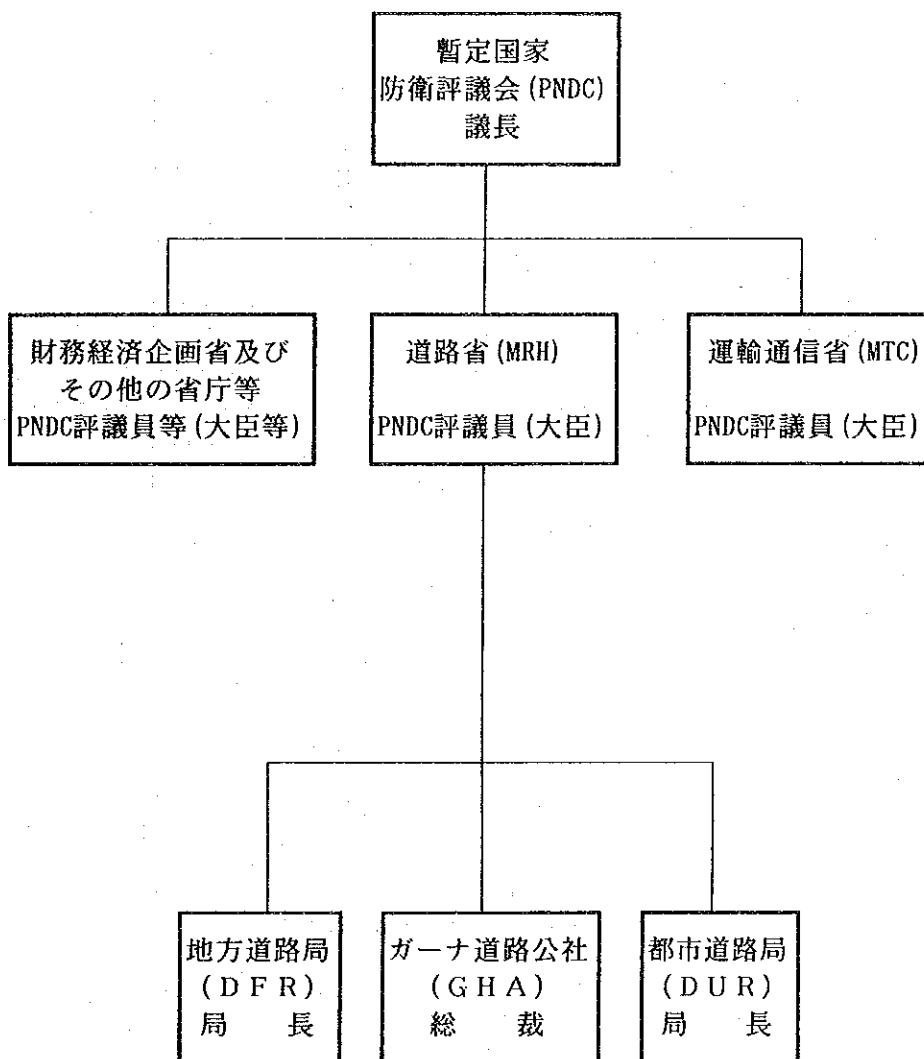 暫定国家
防衛評議会(PNDC)
議長
財務経済企画省及び
その他の省庁等
PNDC評議員等(大臣等)
道路省(MRH)
PNDC評議員(大臣)
運輸通信省(MTC)
PNDC評議員(大臣)
地方道路局
(DFR)
局 長
ガーナ道路公社
(GHA)
総 裁
都市道路局
(DUR)
局 長